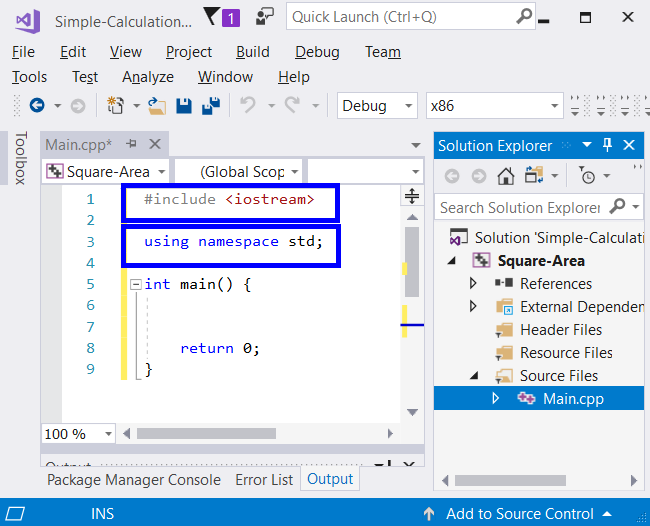 Simple-Calculation...
1
Quick Launch (Ctrl+Q)
File Edit View Project Build Debug Team
Tools Test Analyze Window Help
Debug x86
Toolbox
Main.cpp*
Square-Area (Global Scop
1 #include <iostream>
2
3 using namespace std;
4
5 int main() {
6
7
8 return 0;
9 }
100 %
Output
Package Manager Console Error List Output
Solution Explorer
Search Solution Explorer
Solution 'Simple-Calculati
Square-Area
References
External Dependen
Header Files
Resource Files
Source Files
Main.cpp
INS Add to Source Control